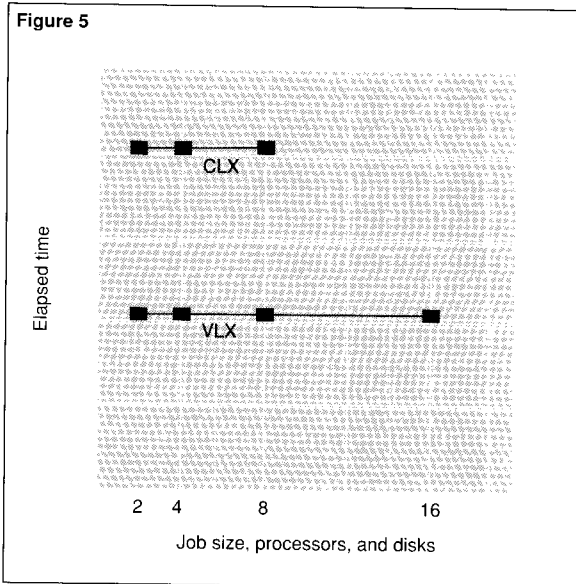 Figure 5
CLX
Elapsed time
VLX
2 4 8 16
Job size, processors, and disks